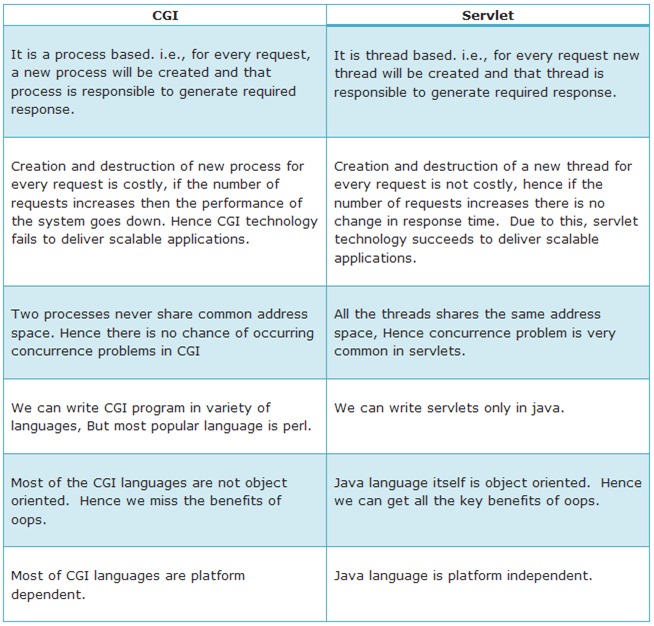 CGI
Servlet
It is a process based. i.e., for every request,
a new process will be created and that
process is responsible to generate required
response.
It is thread based. i.e., for every request new
thread will be created and that thread is
responsible to generate required response.
Creation and destruction of new process for
every request is costly, if the number of
requests increases then the performance of
the system goes down. Hence CGI technology
fails to deliver scalable applications.
Creation and destruction of a new thread for
every request is not costly, hence if the
number of requests increases there is no
change in response time.  Due to this, servlet
technology succeeds to deliver scalable
applications.
Two processes never share common address
space. Hence there is no chance of occurring
concurrence problems in CGI
All the threads shares the same address
space, Hence concurrence problem is very
common in servlets.
We can write CGI program in variety of
languages, But most popular language is perl.
We can write servlets only in java.
Most of the CGI languages are not object
oriented.  Hence we miss the benefits of
oops.
Java language itself is object oriented.  Hence
we can get all the key benefits of oops.
Most of CGI languages are platform
dependent.
Java language is platform independent.